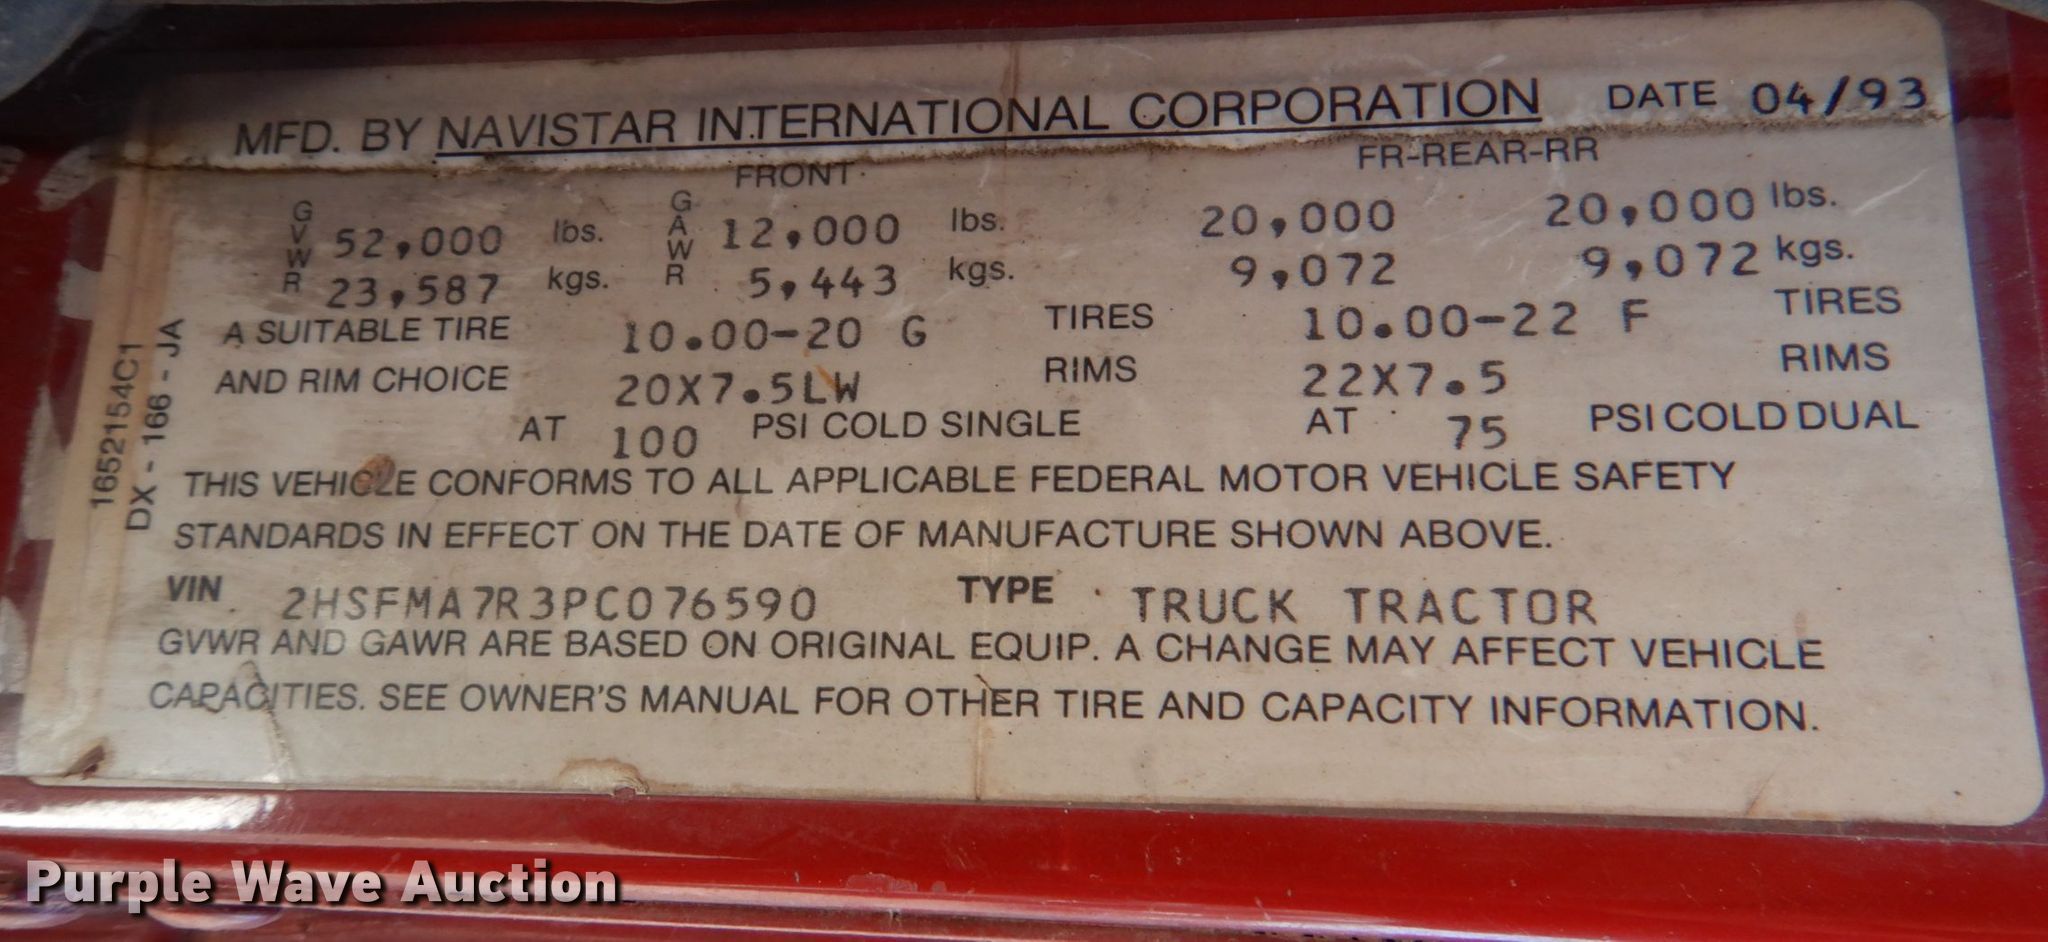 MFD. BY NAVISTAR INTERNATIONAL CORPORATION DATE 04/93
FRONT FR-REAR-RR
GVWR 52,000 lbs. GAWR 12,000 lbs. 20,000 20,000 lbs.
23,587 kgs. 5,443 kgs. 9,072 9,072 kgs.
A SUITABLE TIRE 10.00-20 G TIRES 10.00-22 F TIRES
AND RIM CHOICE 20X7.5LW RIMS 22X7.5 RIMS
AT 100 PSI COLD SINGLE AT 75 PSI COLD DUAL
THIS VEHICLE CONFORMS TO ALL APPLICABLE FEDERAL MOTOR VEHICLE SAFETY
STANDARDS IN EFFECT ON THE DATE OF MANUFACTURE SHOWN ABOVE.
VIN 2HSFMA7R3PC076590 TYPE TRUCK TRACTOR
GVWR AND GAWR ARE BASED ON ORIGINAL EQUIP. A CHANGE MAY AFFECT VEHICLE
CAPACITIES. SEE OWNER'S MANUAL FOR OTHER TIRE AND CAPACITY INFORMATION.
1652154C1
DX - 166 - JA
Purple Wave Auction